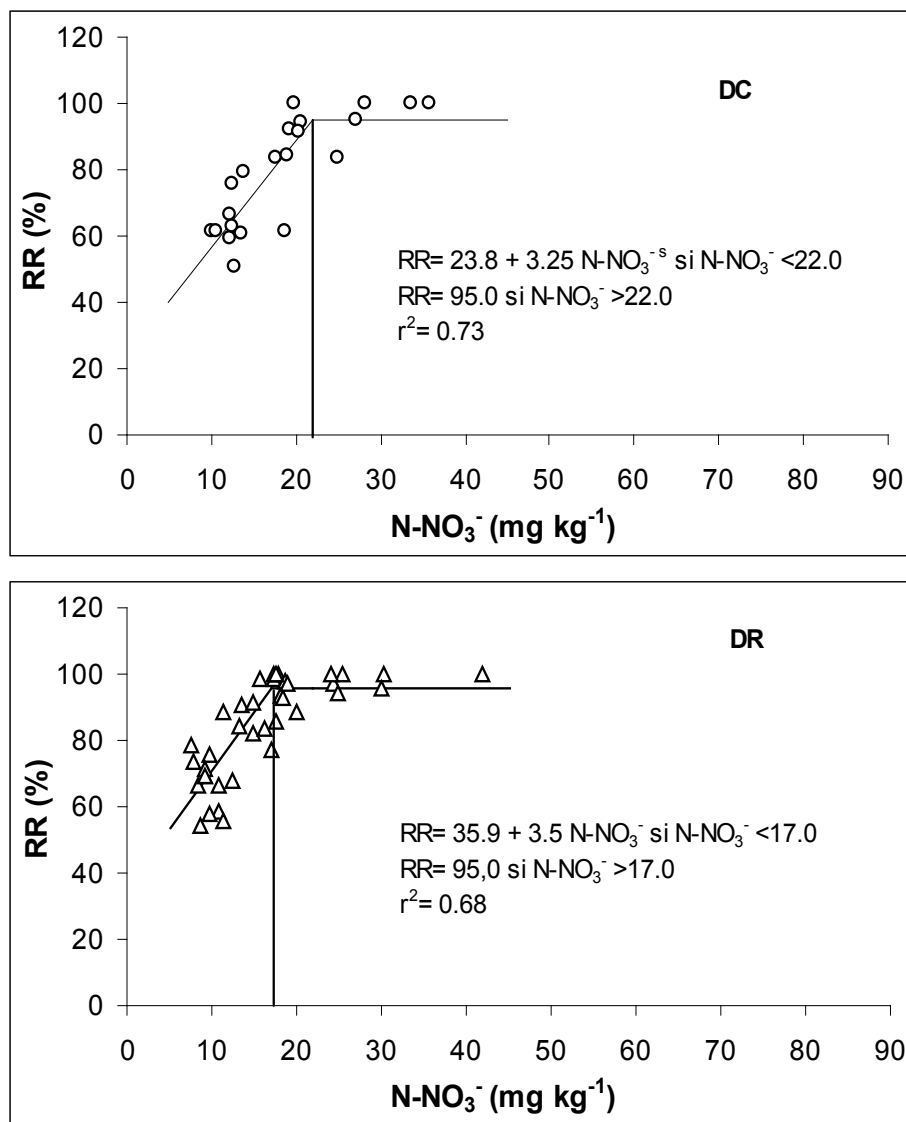 120
100
80
60
40
20
0
RR (%)
DC
RR= 23.8 + 3.25 N-NO₃⁻ˢ si N-NO₃⁻ <22.0
RR= 95.0 si N-NO₃⁻ >22.0
r²= 0.73
0 10 20 30 40 50 60 70 80 90
N-NO₃⁻ (mg kg⁻¹)
120
100
80
60
40
20
0
RR (%)
DR
RR= 35.9 + 3.5 N-NO₃⁻ si N-NO₃⁻ <17.0
RR= 95,0 si N-NO₃⁻ >17.0
r²= 0.68
0 10 20 30 40 50 60 70 80 90
N-NO₃⁻ (mg kg⁻¹)